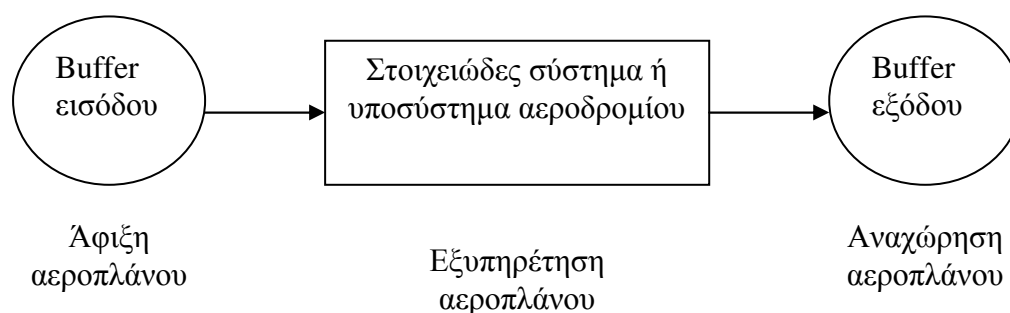 Buffer
εισόδου
Στοιχειώδες σύστημα ή
υποσύστημα αεροδρομίου
Buffer
εξόδου
Άφιξη
αεροπλάνου
Εξυπηρέτηση
αεροπλάνου
Αναχώρηση
αεροπλάνου